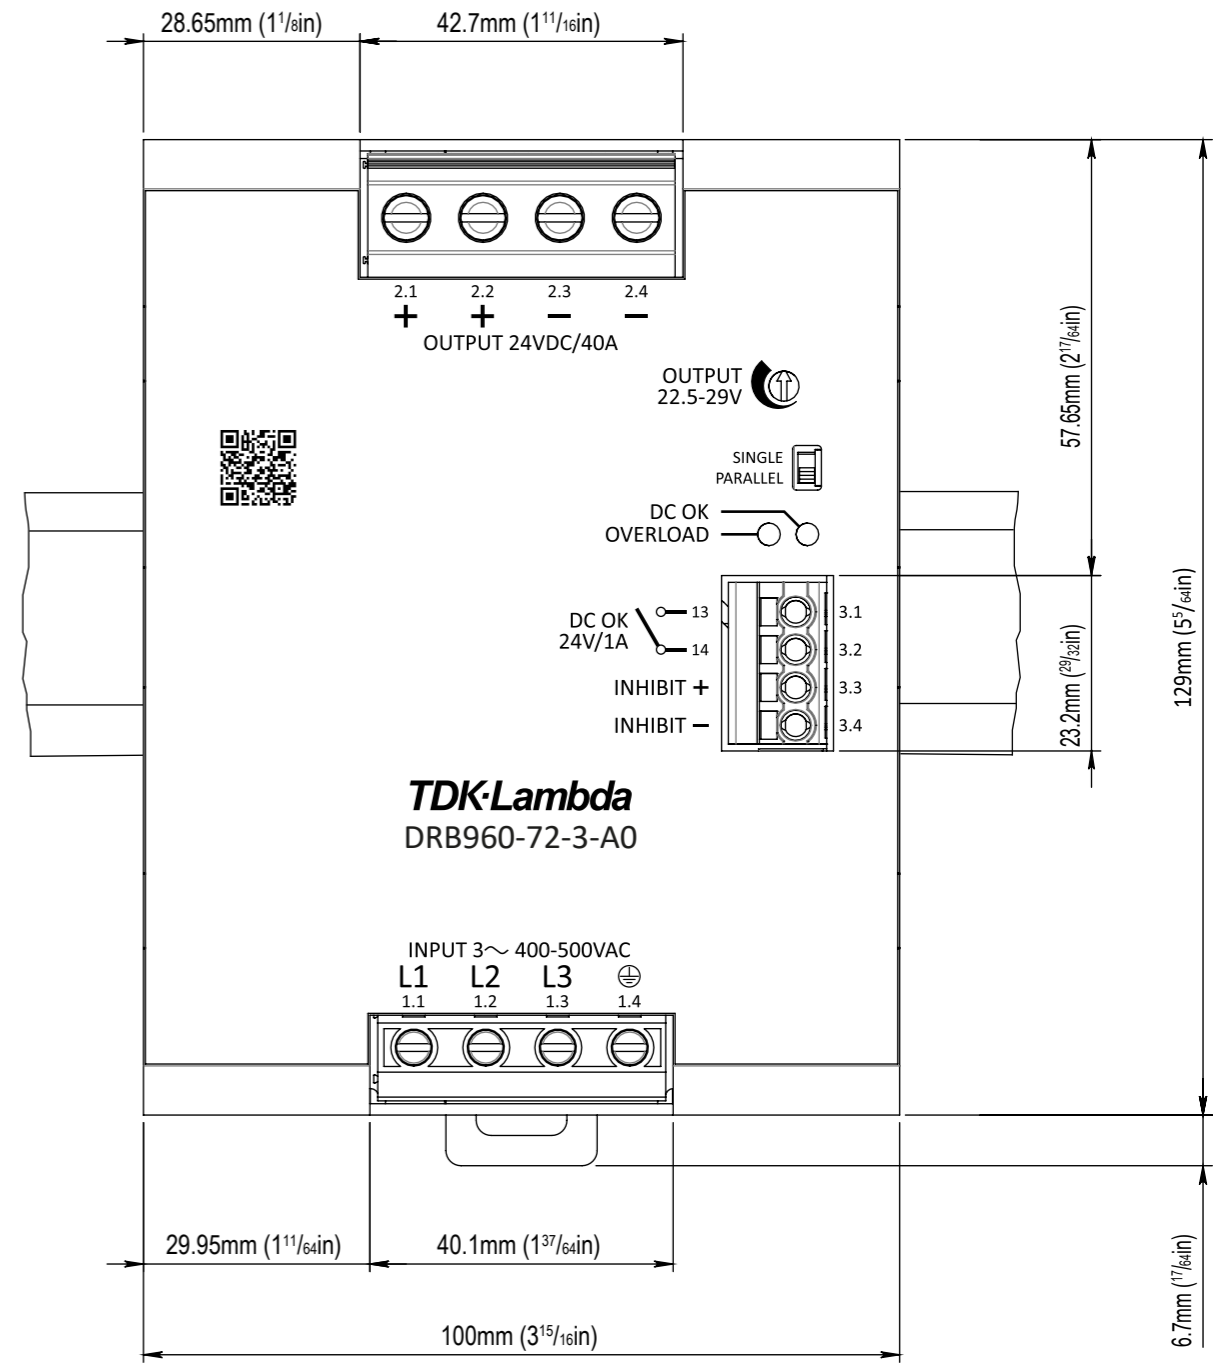 28.65mm (1 1/8in)
42.7mm (1 11/16in)
2.1 2.2 2.3 2.4
+ + − −
OUTPUT 24VDC/40A
OUTPUT
22.5-29V
SINGLE
PARALLEL
DC OK
OVERLOAD
DC OK
24V/1A
13
14
INHIBIT +
INHIBIT −
3.1
3.2
3.3
3.4
57.65mm (2 17/64in)
23.2mm (29/32in)
129mm (5 5/64in)
6.7mm (17/64in)
TDK·Lambda
DRB960-72-3-A0
INPUT 3～ 400-500VAC
L1 L2 L3 ⏚
1.1 1.2 1.3 1.4
29.95mm (1 11/64in)
40.1mm (1 37/64in)
100mm (3 15/16in)